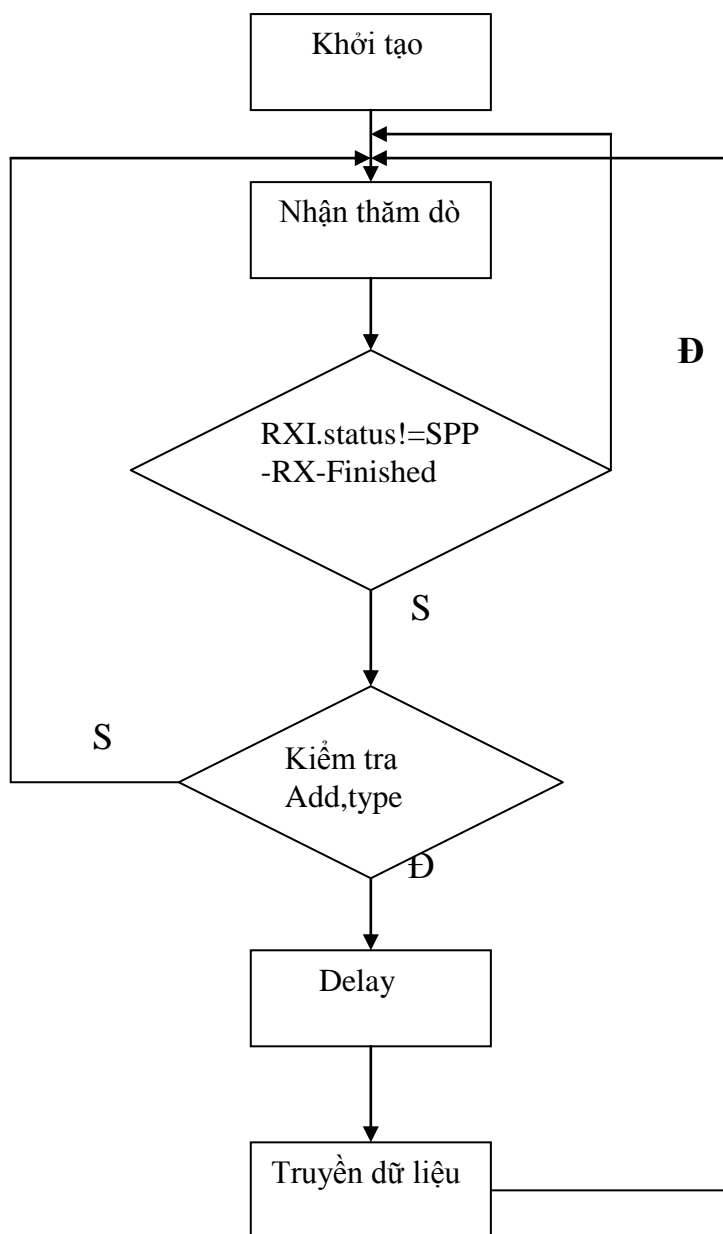 Khởi tạo
Nhận thăm dò
Đ
RXI.status!=SPP
-RX-Finished
S
S
Kiểm tra
Add,type
Đ
Delay
Truyền dữ liệu